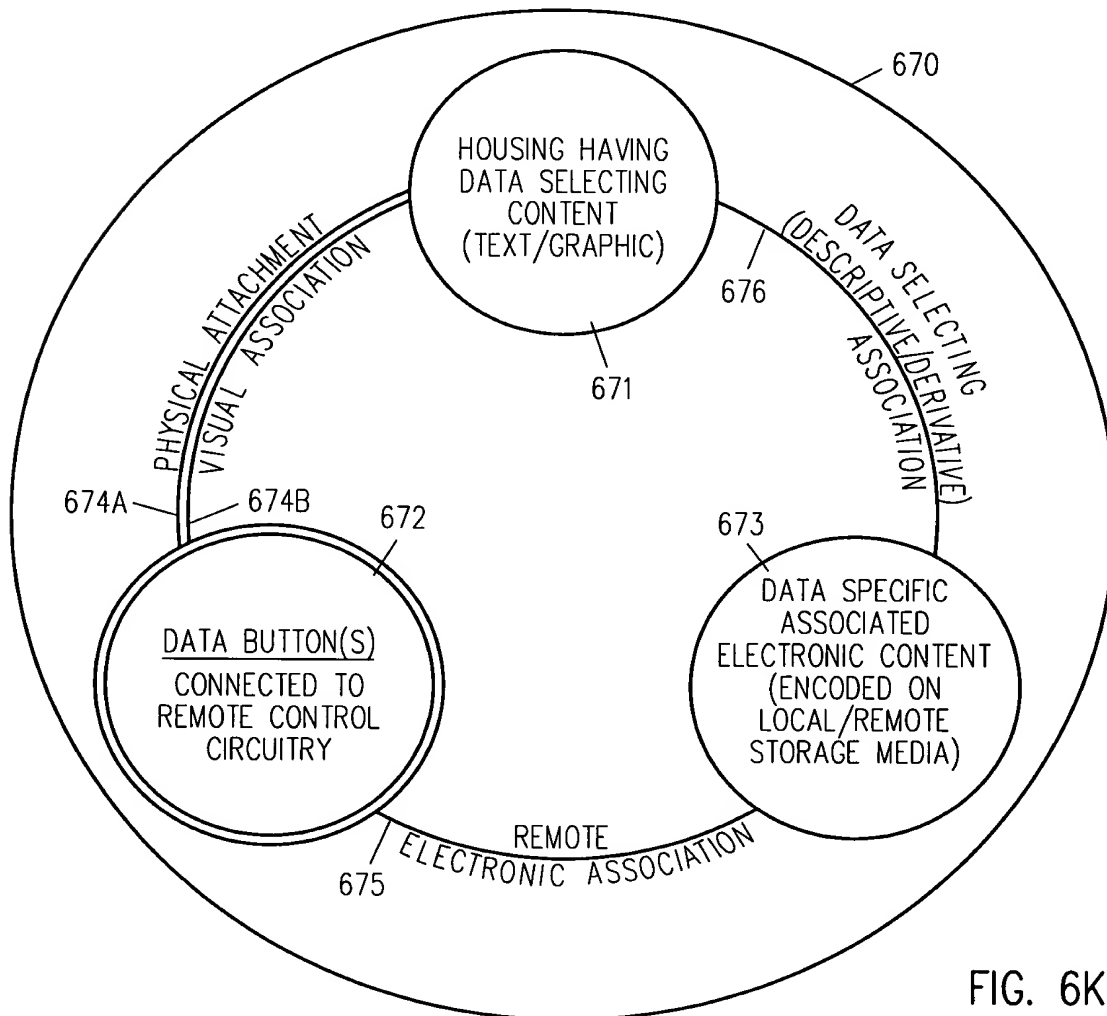 670
HOUSING HAVING
DATA SELECTING
CONTENT
(TEXT/GRAPHIC)
671
PHYSICAL ATTACHMENT
VISUAL ASSOCIATION
676
DATA SELECTING
(DESCRIPTIVE/DERIVATIVE)
ASSOCIATION
674A
674B
672
DATA BUTTON(S)
CONNECTED TO
REMOTE CONTROL
CIRCUITRY
673
DATA SPECIFIC
ASSOCIATED
ELECTRONIC CONTENT
(ENCODED ON
LOCAL/REMOTE
STORAGE MEDIA)
675
REMOTE
ELECTRONIC ASSOCIATION
FIG. 6K